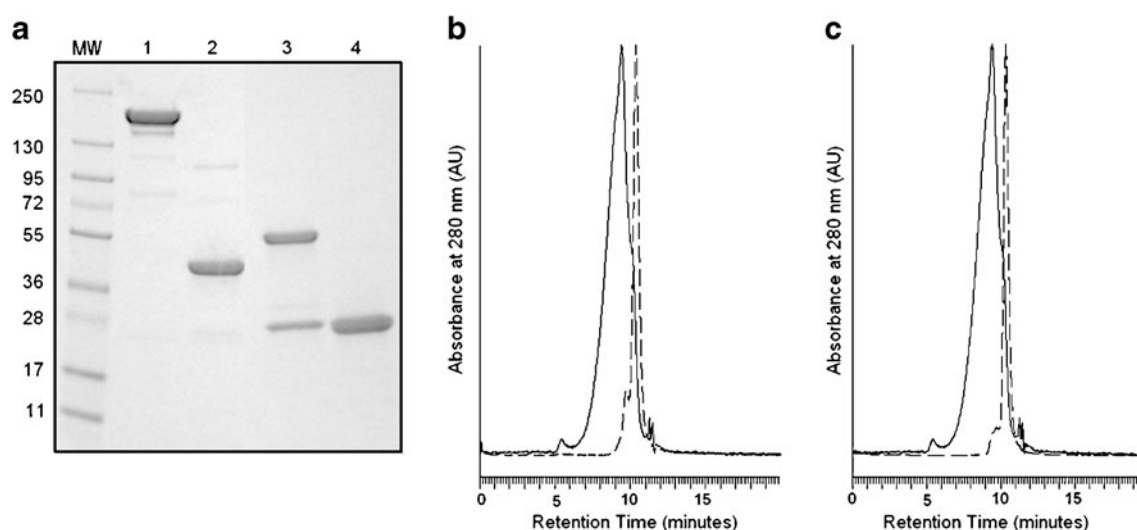 a
MW 1 2 3 4
250
130
95
72
55
36
28
17
11
b
Absorbance at 280 nm (AU)
0 5 10 15
Retention Time (minutes)
c
Absorbance at 280 nm (AU)
0 5 10 15
Retention Time (minutes)